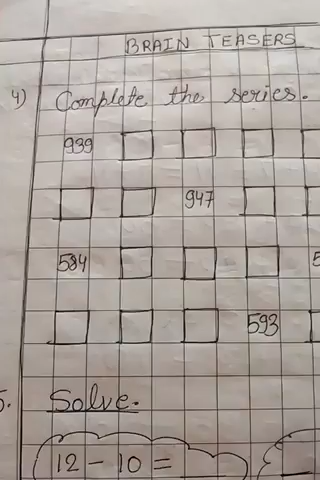 BRAIN TEASERS
4) Complete the series.
939
947
584
593
5. Solve.
12 - 10 =